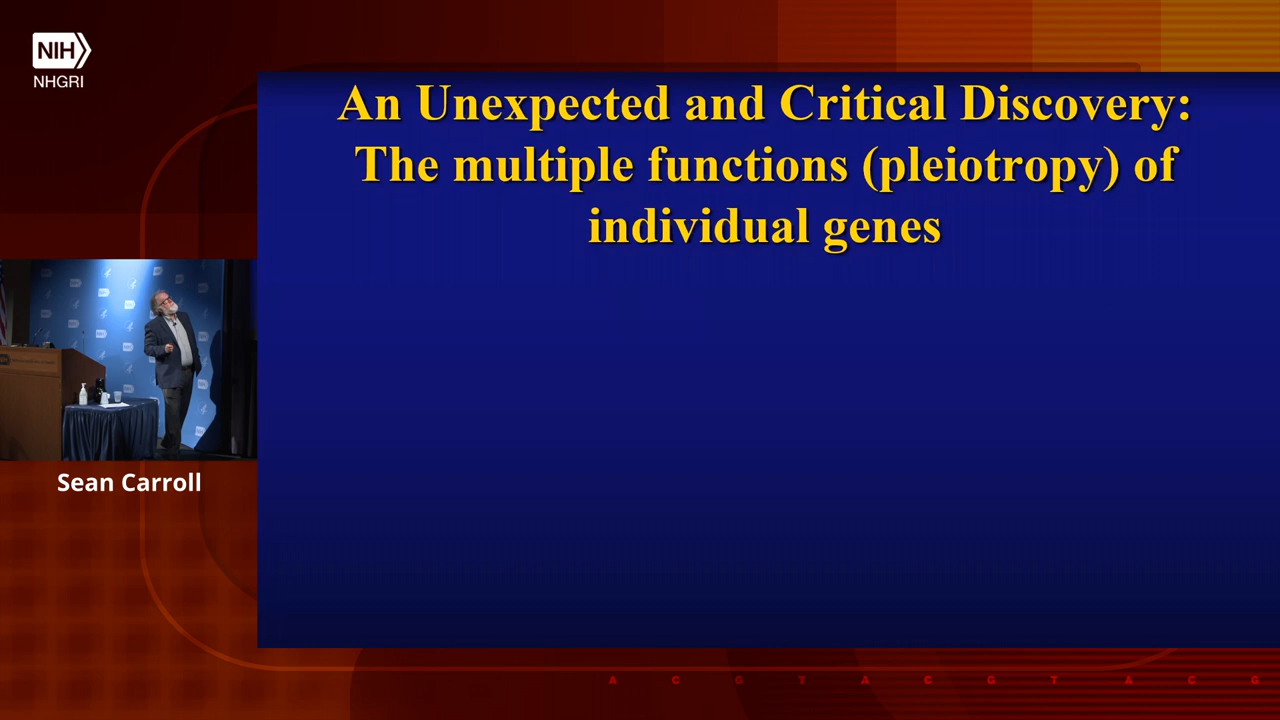 NIH
NHGRI
An Unexpected and Critical Discovery:
The multiple functions (pleiotropy) of
individual genes
Sean Carroll
A C G T A C G T A C G